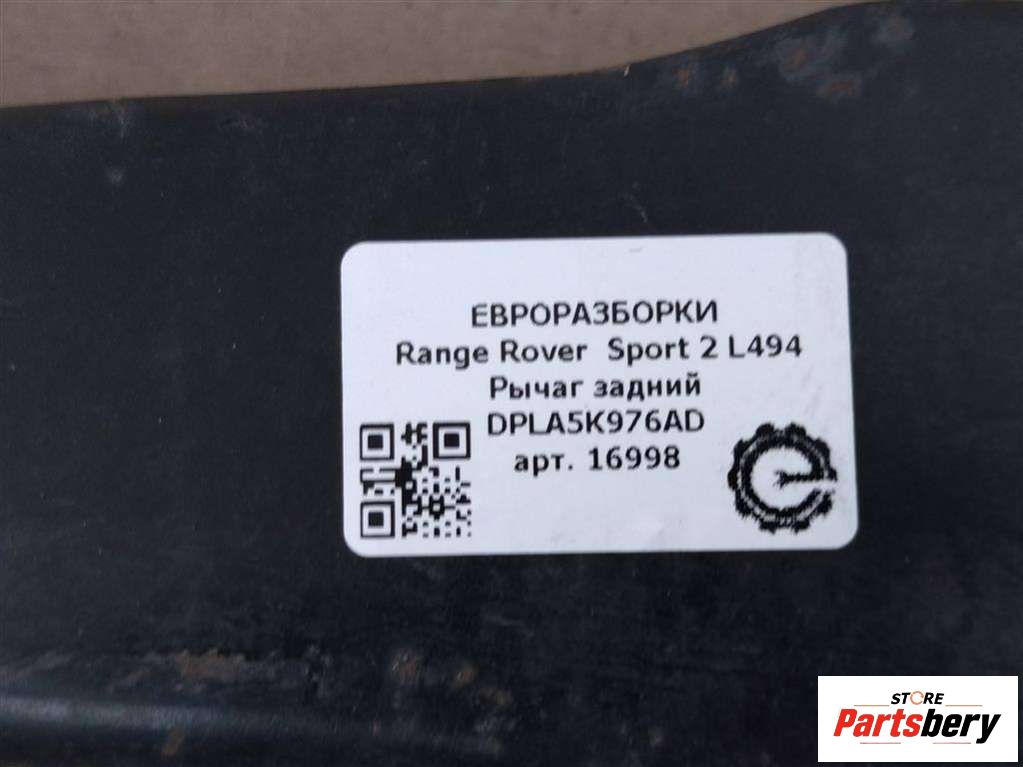 ЕВРОРАЗБОРКИ
Range Rover Sport 2 L494
Рычаг задний
DPLA5K976AD
арт. 16998
STORE
Partsbery